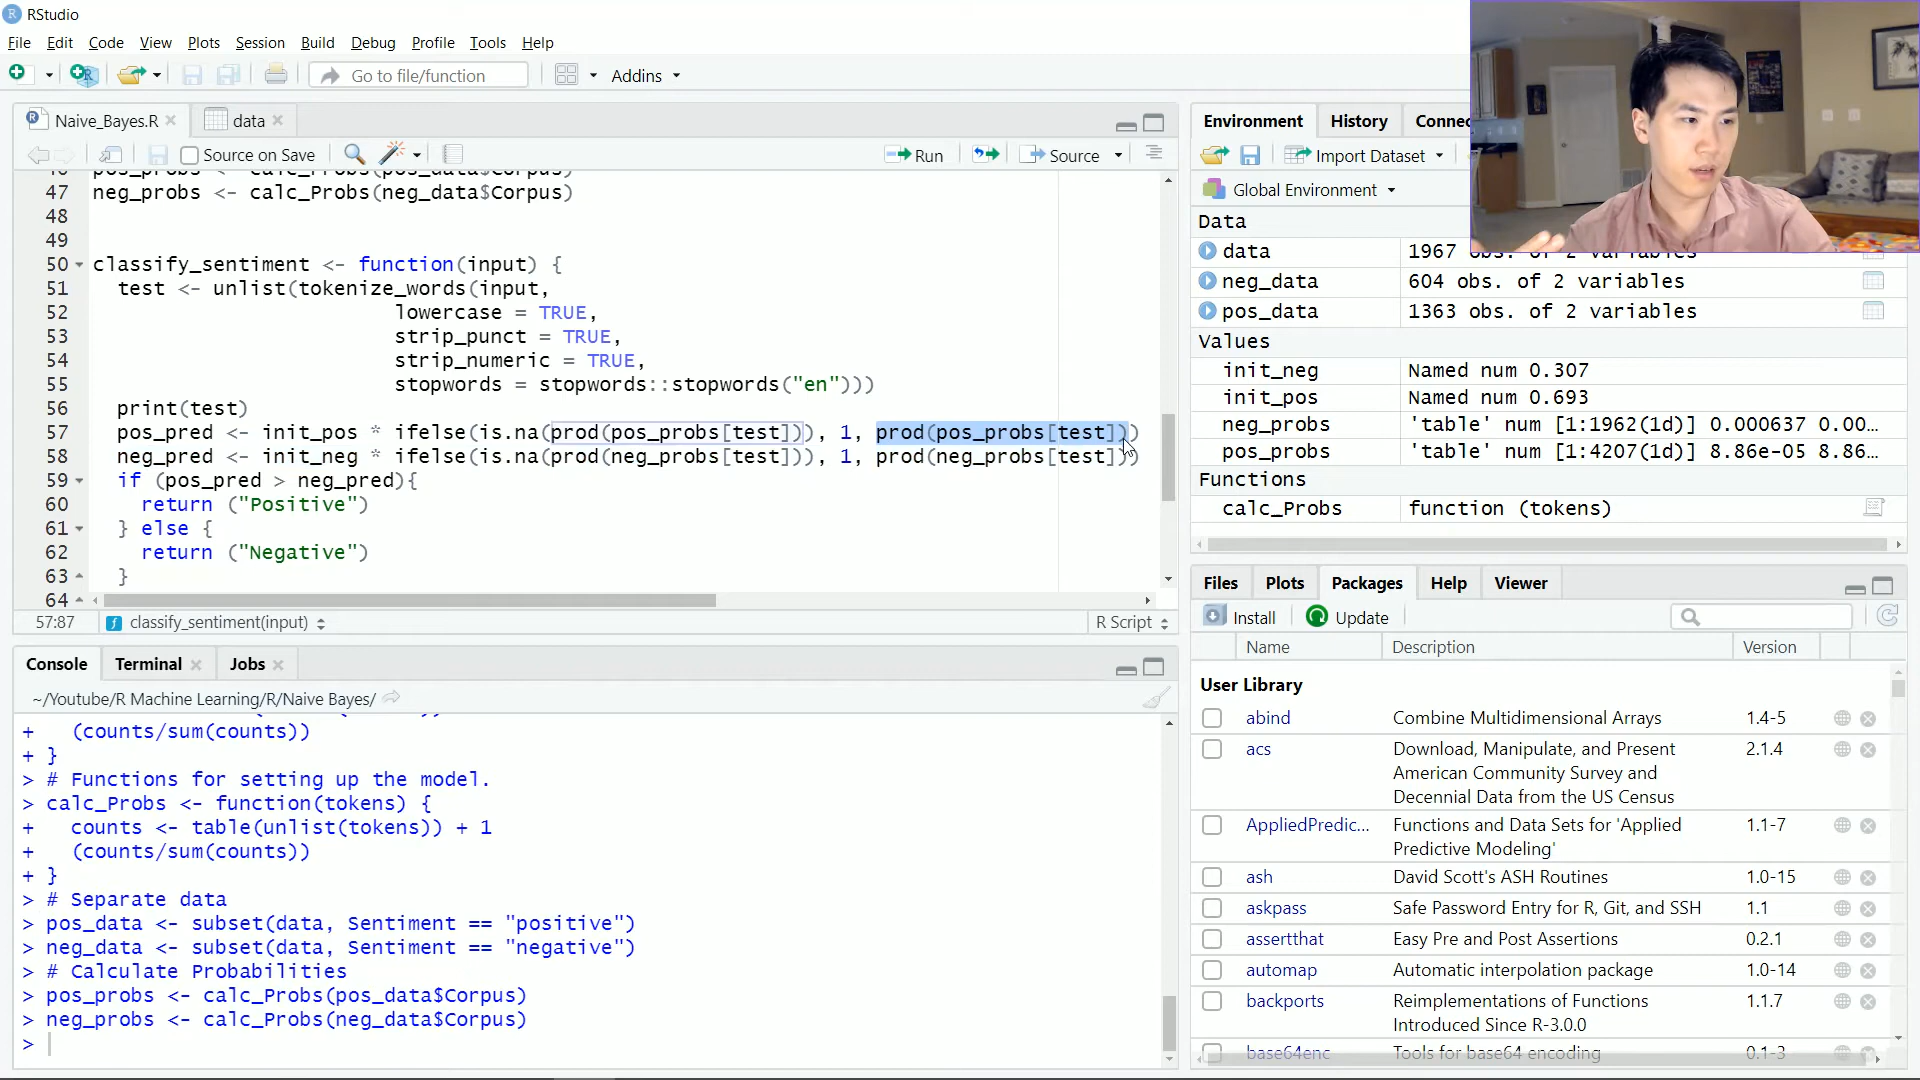 RStudio
File Edit Code View Plots Session Build Debug Profile Tools Help
Go to file/function Addins
Naive_Bayes.R data
Source on Save Run Source
46 pos_probs <- calc_Probs(pos_data$Corpus)
47 neg_probs <- calc_Probs(neg_data$Corpus)
48
49
50 classify_sentiment <- function(input) {
51 test <- unlist(tokenize_words(input,
52 lowercase = TRUE,
53 strip_punct = TRUE,
54 strip_numeric = TRUE,
55 stopwords = stopwords::stopwords("en")))
56 print(test)
57 pos_pred <- init_pos * ifelse(is.na(prod(pos_probs[test])), 1, prod(pos_probs[test]))
58 neg_pred <- init_neg * ifelse(is.na(prod(neg_probs[test])), 1, prod(neg_probs[test]))
59 if (pos_pred > neg_pred){
60 return ("Positive")
61 } else {
62 return ("Negative")
63 }
64
57:87 classify_sentiment(input) R Script
Console Terminal Jobs
~/Youtube/R Machine Learning/R/Naive Bayes/
+ (counts/sum(counts))
+ }
> # Functions for setting up the model.
> calc_Probs <- function(tokens) {
+ counts <- table(unlist(tokens)) + 1
+ (counts/sum(counts))
+ }
> # Separate data
> pos_data <- subset(data, Sentiment == "positive")
> neg_data <- subset(data, Sentiment == "negative")
> # Calculate Probabilities
> pos_probs <- calc_Probs(pos_data$Corpus)
> neg_probs <- calc_Probs(neg_data$Corpus)
>
Environment History Connec
Import Dataset
Global Environment
Data
data 1967 obs. of 2 variables
neg_data 604 obs. of 2 variables
pos_data 1363 obs. of 2 variables
Values
init_neg Named num 0.307
init_pos Named num 0.693
neg_probs 'table' num [1:1962(1d)] 0.000637 0.00...
pos_probs 'table' num [1:4207(1d)] 8.86e-05 8.86...
Functions
calc_Probs function (tokens)
Files Plots Packages Help Viewer
Install Update
Name Description Version
User Library
abind Combine Multidimensional Arrays 1.4-5
acs Download, Manipulate, and Present 2.1.4
American Community Survey and
Decennial Data from the US Census
AppliedPredic... Functions and Data Sets for 'Applied 1.1-7
Predictive Modeling'
ash David Scott's ASH Routines 1.0-15
askpass Safe Password Entry for R, Git, and SSH 1.1
assertthat Easy Pre and Post Assertions 0.2.1
automap Automatic interpolation package 1.0-14
backports Reimplementations of Functions 1.1.7
Introduced Since R-3.0.0
base64enc Tools for base64 encoding 0.1-3